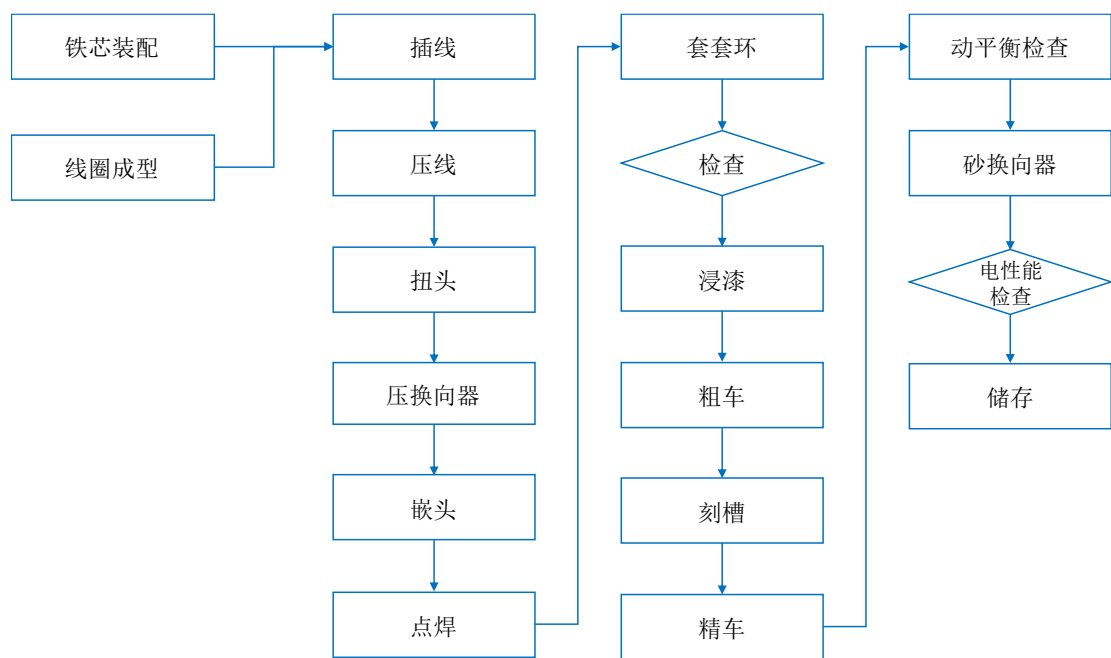 铁芯装配
线圈成型
插线
压线
扭头
压换向器
嵌头
点焊
套套环
检查
浸漆
粗车
刻槽
精车
动平衡检查
砂换向器
电性能
检查
储存